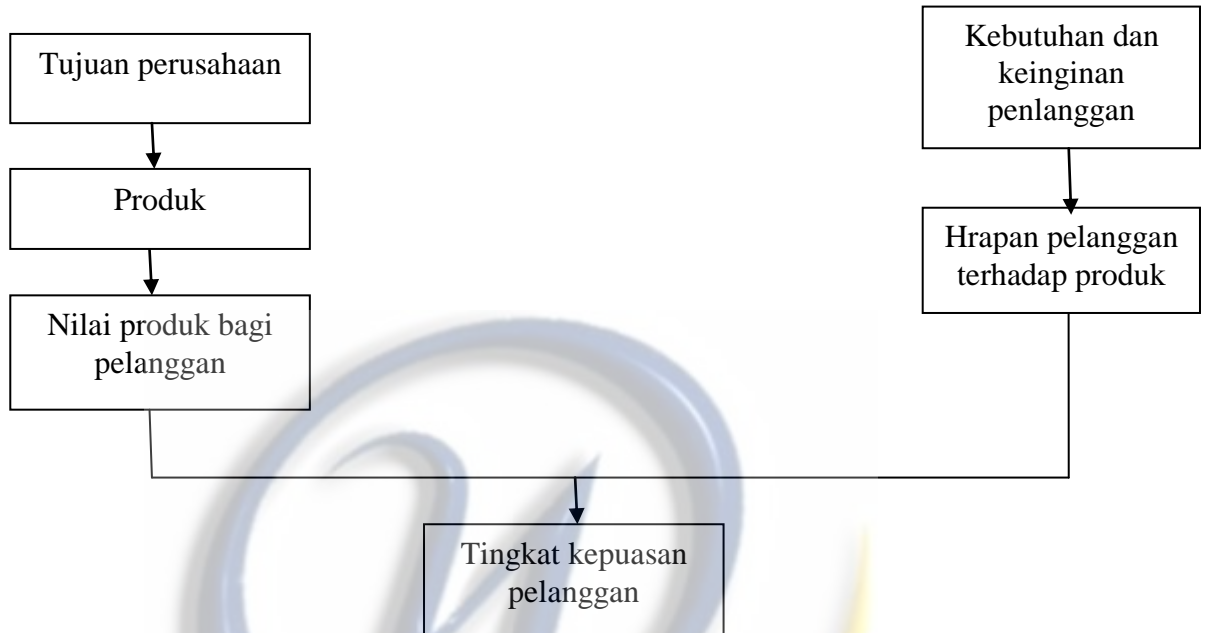 Tujuan perusahaan
Produk
Nilai produk bagi
pelanggan
Kebutuhan dan
keinginan
penlanggan
Hrapan pelanggan
terhadap produk
Tingkat kepuasan
pelanggan